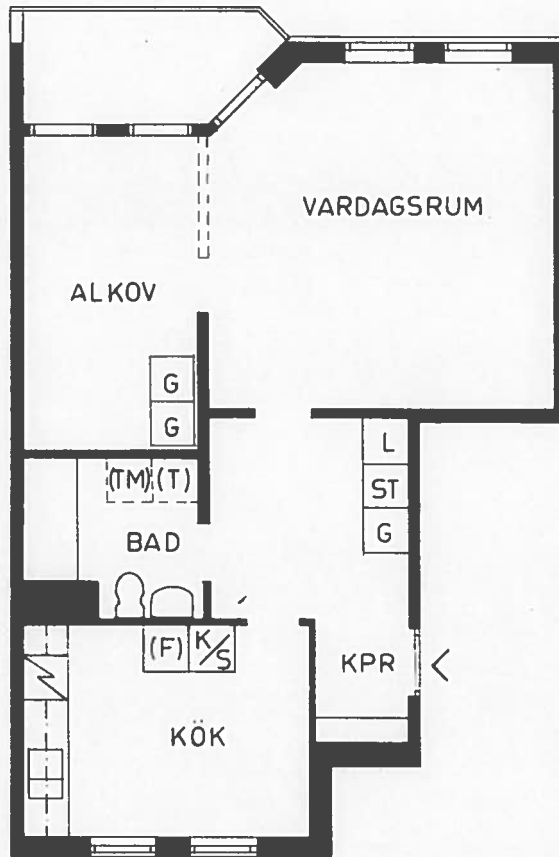 VARDAGSRUM
ALKOV
G
G
L
ST
G
(TM) (T)
BAD
(F) K/S
KPR
KÖK